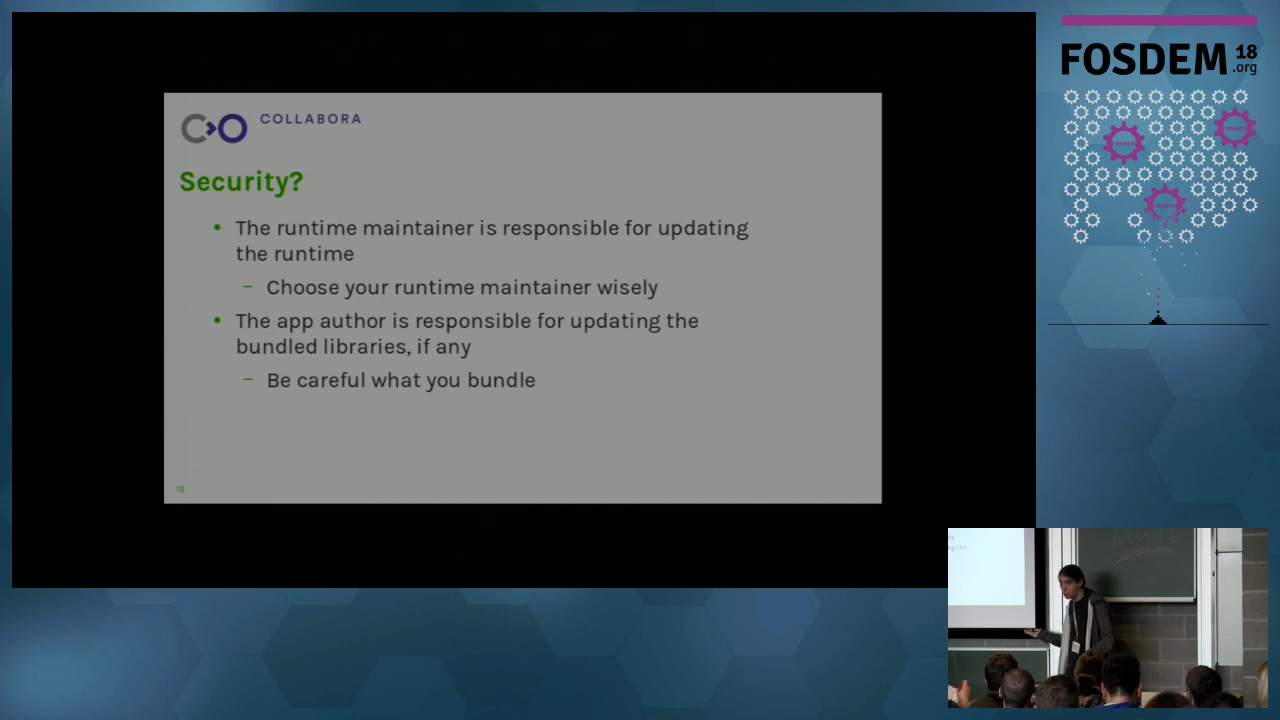 COLLABORA
Security?
• The runtime maintainer is responsible for updating
the runtime
– Choose your runtime maintainer wisely
• The app author is responsible for updating the
bundled libraries, if any
– Be careful what you bundle
13
FOSDEM 18
.org